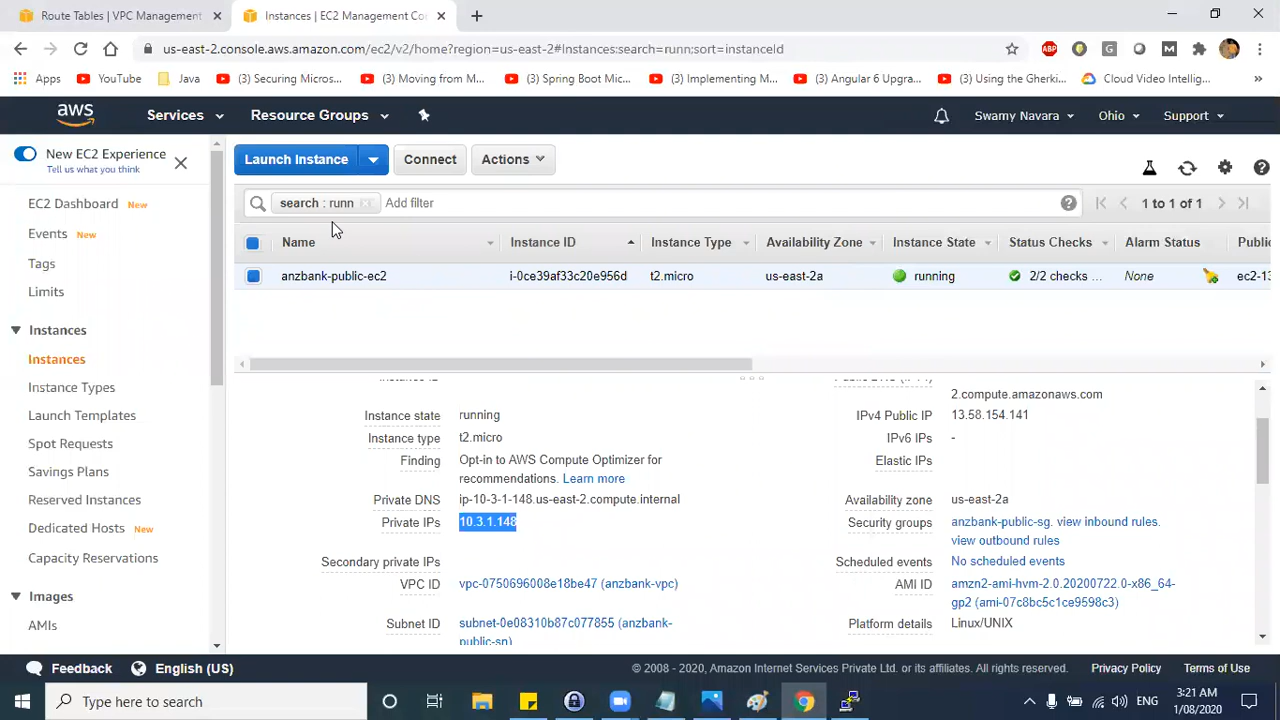 Route Tables | VPC Management
Instances | EC2 Management Con
us-east-2.console.aws.amazon.com/ec2/v2/home?region=us-east-2#Instances:search=runn;sort=instanceId
Apps
YouTube
Java
(3) Securing Micros...
(3) Moving from M...
(3) Spring Boot Mic...
(3) Implementing M...
(3) Angular 6 Upgra...
(3) Using the Gherki...
Cloud Video Intellig...
aws
Services
Resource Groups
Swamy Navara
Ohio
Support
New EC2 Experience
Tell us what you think
Launch Instance
Connect
Actions
search : runn
Add filter
1 to 1 of 1
EC2 Dashboard New
Events New
Tags
Limits
Instances
Instances
Instance Types
Launch Templates
Spot Requests
Savings Plans
Reserved Instances
Dedicated Hosts New
Capacity Reservations
Images
AMIs
Name Instance ID Instance Type Availability Zone Instance State Status Checks Alarm Status Public
anzbank-public-ec2 i-0ce39af33c20e956d t2.micro us-east-2a running 2/2 checks ... None ec2-13
2.compute.amazonaws.com
Instance state running
IPv4 Public IP 13.58.154.141
Instance type t2.micro
IPv6 IPs -
Finding Opt-in to AWS Compute Optimizer for
recommendations. Learn more
Elastic IPs
Private DNS ip-10-3-1-148.us-east-2.compute.internal
Availability zone us-east-2a
Private IPs 10.3.1.148
Security groups anzbank-public-sg. view inbound rules.
view outbound rules
Secondary private IPs
Scheduled events No scheduled events
VPC ID vpc-0750696008e18be47 (anzbank-vpc)
AMI ID amzn2-ami-hvm-2.0.20200722.0-x86_64-
gp2 (ami-07c8bc5c1ce9598c3)
Subnet ID subnet-0e08310b87c077855 (anzbank-
public-sn)
Platform details Linux/UNIX
Feedback
English (US)
© 2008 - 2020, Amazon Internet Services Private Ltd. or its affiliates. All rights reserved.
Privacy Policy
Terms of Use
Type here to search
ENG
3:21 AM
1/08/2020